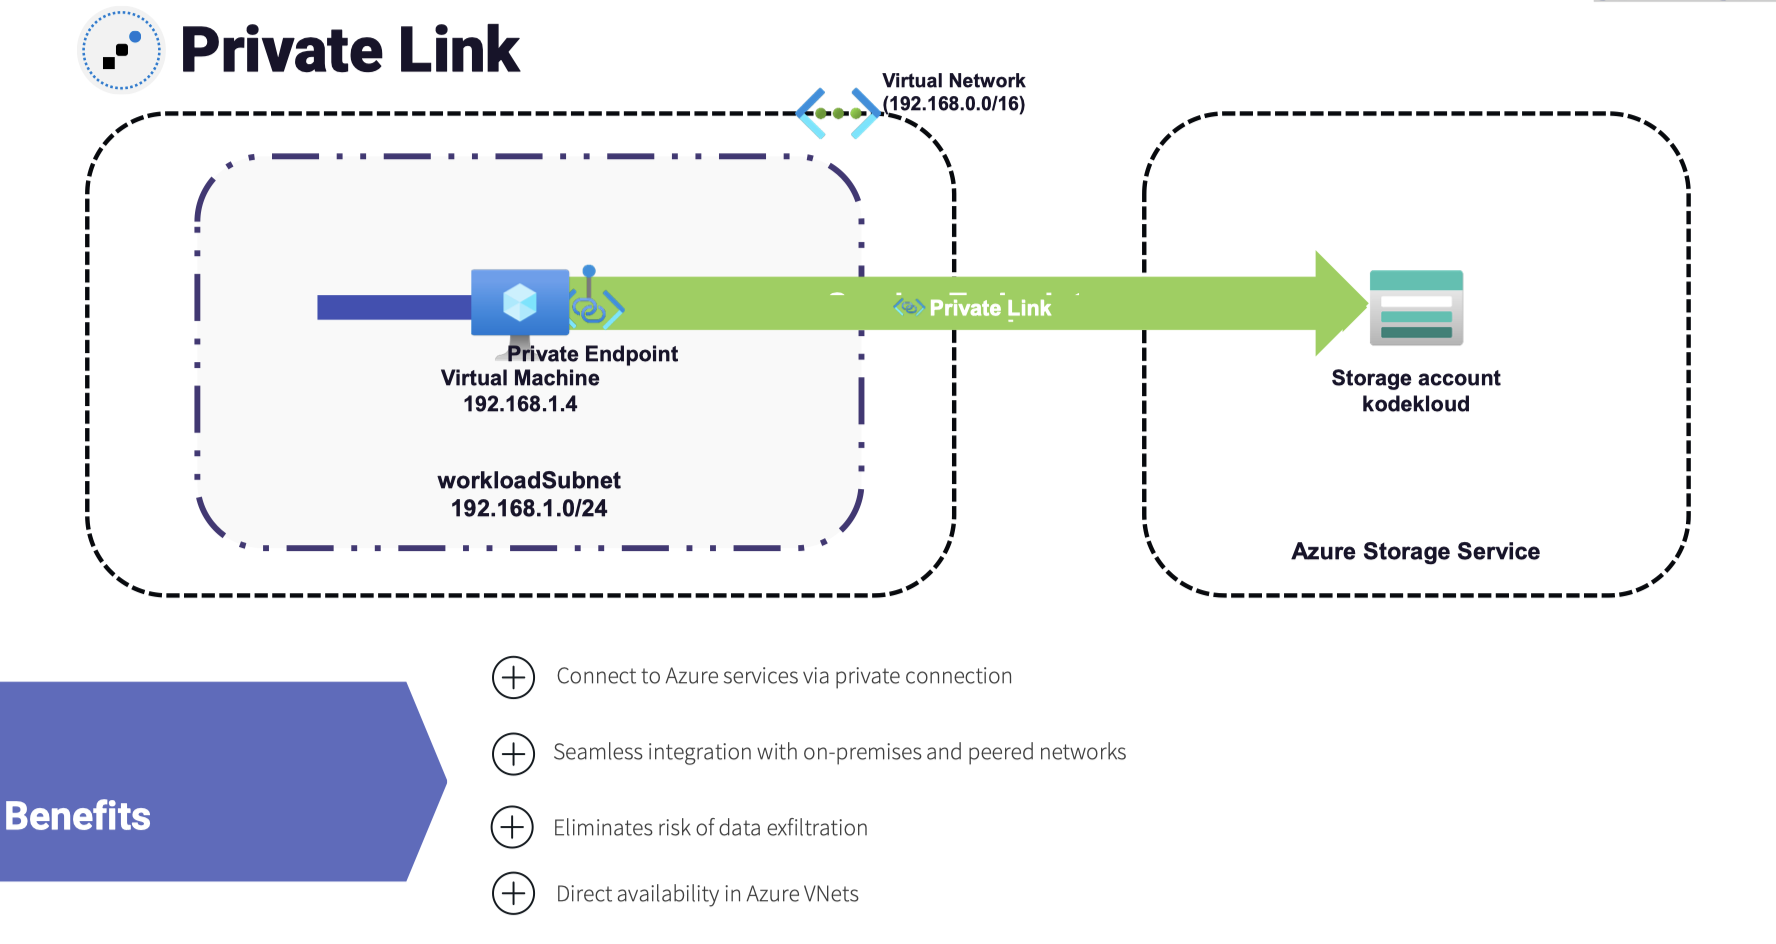 Private Link
Virtual Network
(192.168.0.0/16)
Private Link
Private Endpoint
Virtual Machine
192.168.1.4
Storage account
kodekloud
workloadSubnet
192.168.1.0/24
Azure Storage Service
Benefits
Connect to Azure services via private connection
Seamless integration with on-premises and peered networks
Eliminates risk of data exfiltration
Direct availability in Azure VNets